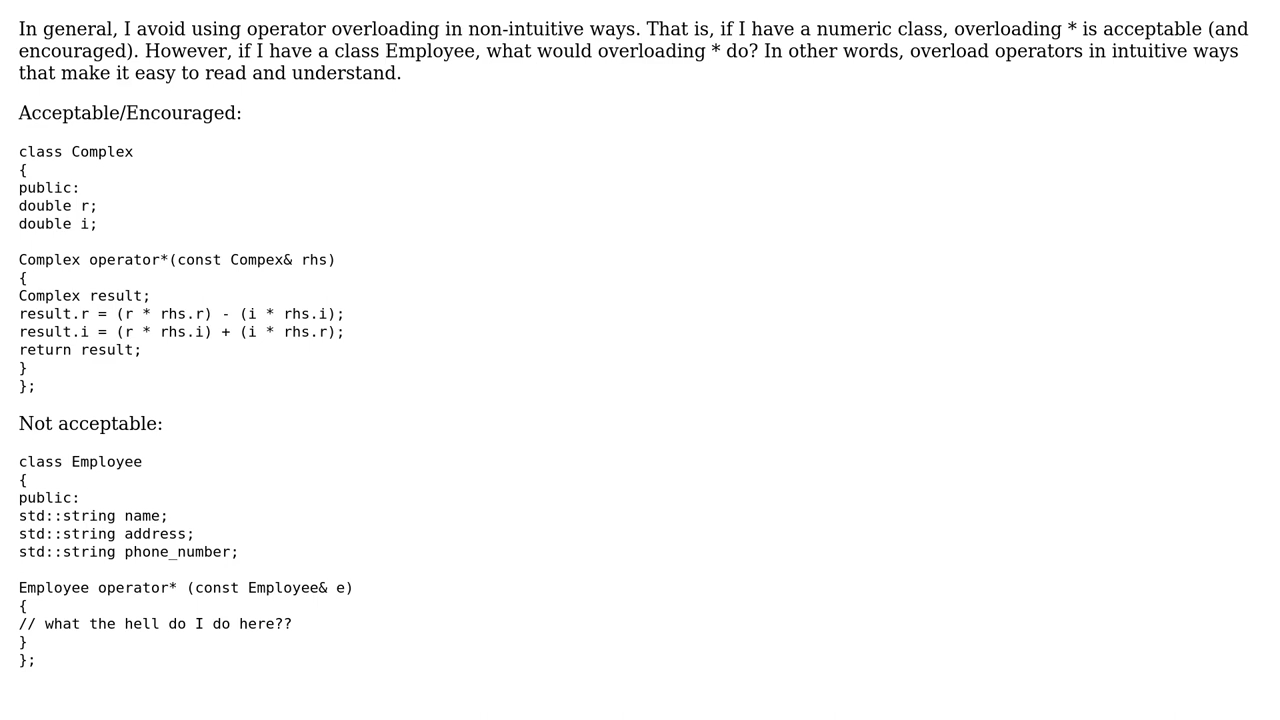 In general, I avoid using operator overloading in non-intuitive ways. That is, if I have a numeric class, overloading * is acceptable (and
encouraged). However, if I have a class Employee, what would overloading * do? In other words, overload operators in intuitive ways
that make it easy to read and understand.
Acceptable/Encouraged:
class Complex
{
public:
double r;
double i;
Complex operator*(const Compex& rhs)
{
Complex result;
result.r = (r * rhs.r) - (i * rhs.i);
result.i = (r * rhs.i) + (i * rhs.r);
return result;
}
};
Not acceptable:
class Employee
{
public:
std::string name;
std::string address;
std::string phone_number;
Employee operator* (const Employee& e)
{
// what the hell do I do here??
}
};